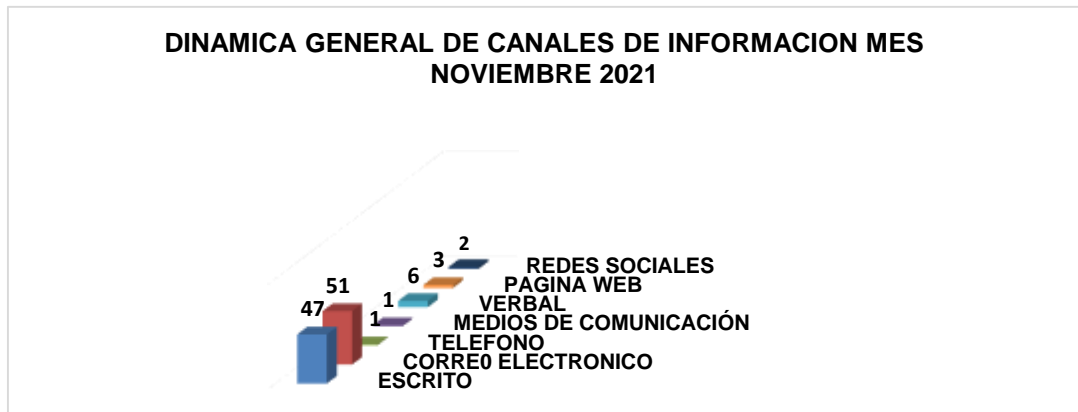 DINAMICA GENERAL DE CANALES DE INFORMACION MES
NOVIEMBRE 2021
2
3
6
1
1
51
47
REDES SOCIALES
PAGINA WEB
VERBAL
MEDIOS DE COMUNICACIÓN
TELEFONO
CORRE0 ELECTRONICO
ESCRITO